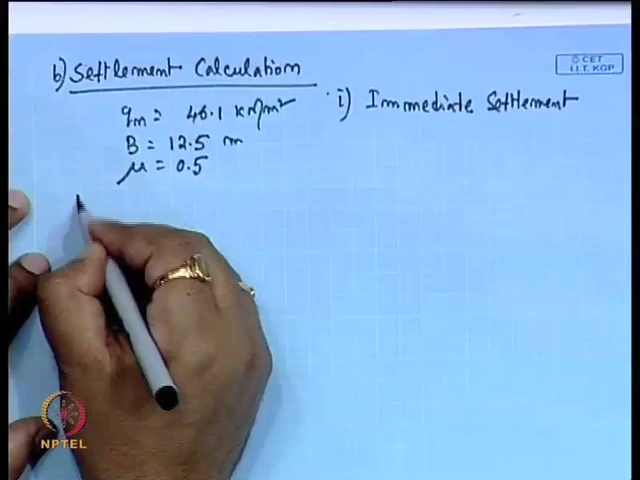 b) Settlement Calculation
© CET
I.I.T. KGP
qm = 46.1 kN/m²
i) Immediate Settlement
B = 12.5 m
μ = 0.5
NPTEL